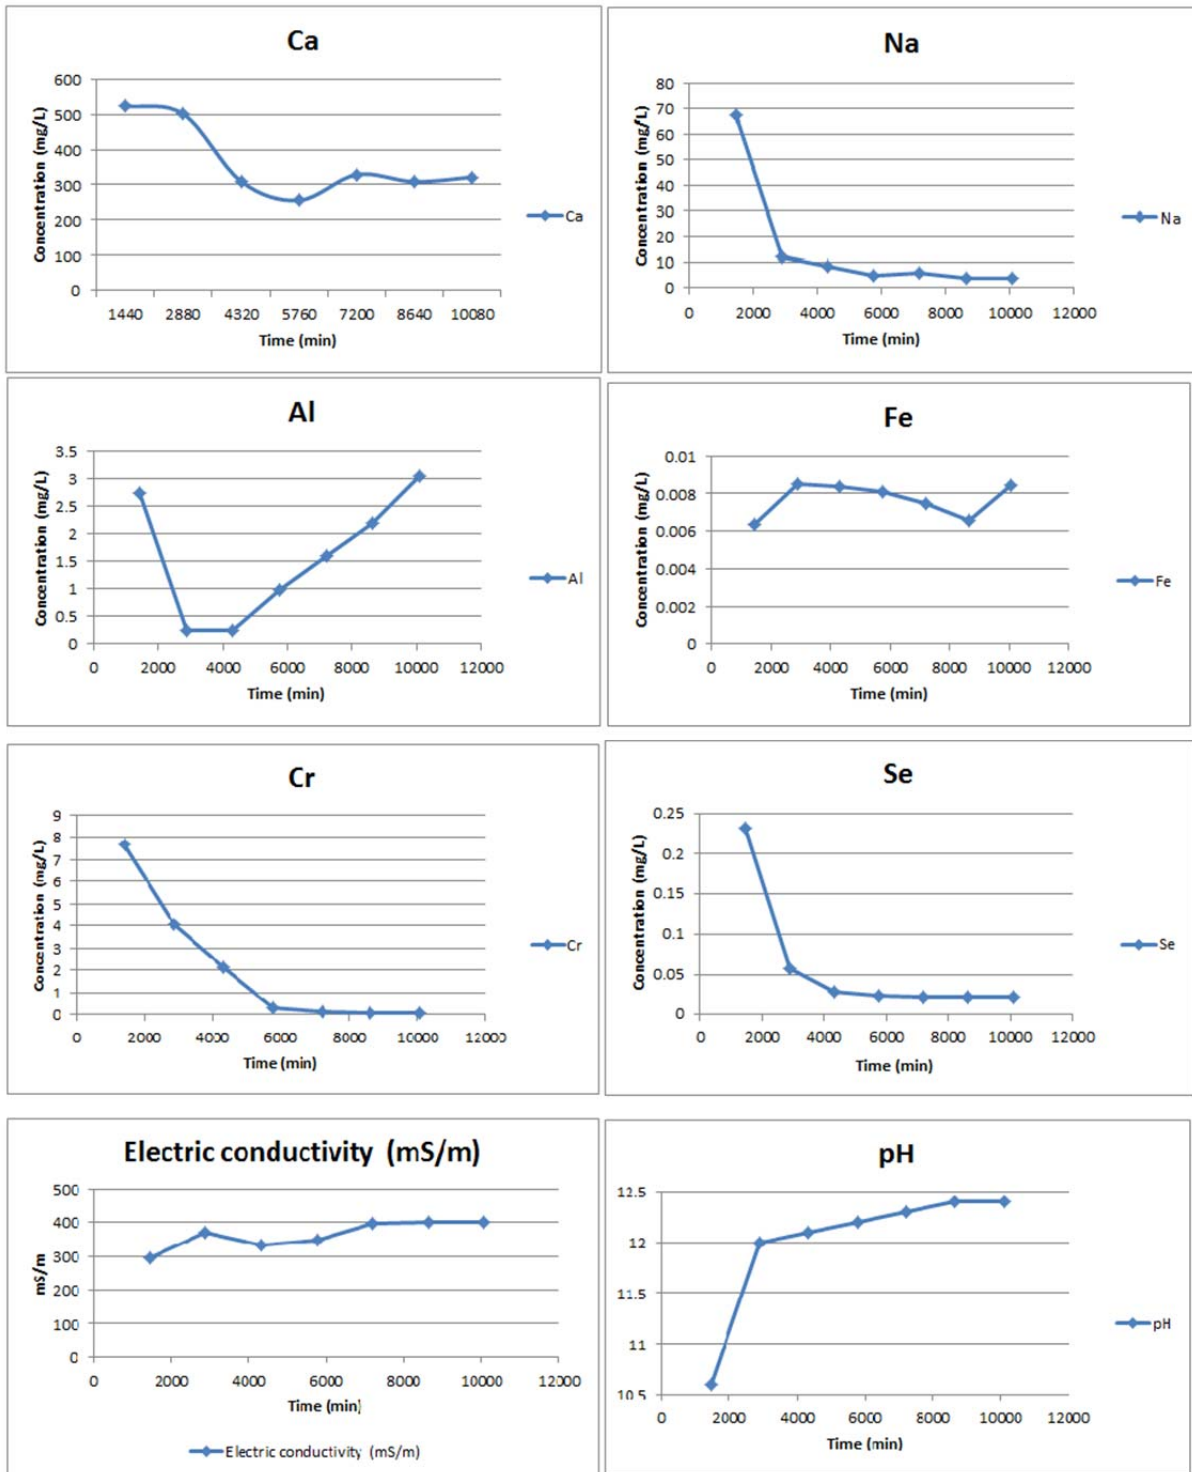 Ca
Concentration (mg/L)
600
500
400
300
200
100
0
1440 2880 4320 5760 7200 8640 10080
Time (min)
Ca
Na
Concentration (mg/L)
80
70
60
50
40
30
20
10
0
0 2000 4000 6000 8000 10000 12000
Time (min)
Na
Al
Concentration (mg/L)
3.5
3
2.5
2
1.5
1
0.5
0
0 2000 4000 6000 8000 10000 12000
Time (min)
Al
Fe
Concentration (mg/L)
0.01
0.008
0.006
0.004
0.002
0
0 2000 4000 6000 8000 10000 12000
Time (min)
Fe
Cr
Concentration (mg/L)
9
8
7
6
5
4
3
2
1
0
0 2000 4000 6000 8000 10000 12000
Time (min)
Cr
Se
Concentration (mg/L)
0.25
0.2
0.15
0.1
0.05
0
0 2000 4000 6000 8000 10000 12000
Time (min)
Se
Electric conductivity (mS/m)
mS/m
500
400
300
200
100
0
0 2000 4000 6000 8000 10000 12000
Time (min)
Electric conductivity (mS/m)
pH
12.5
12
11.5
11
10.5
0 2000 4000 6000 8000 10000 12000
Time (min)
pH